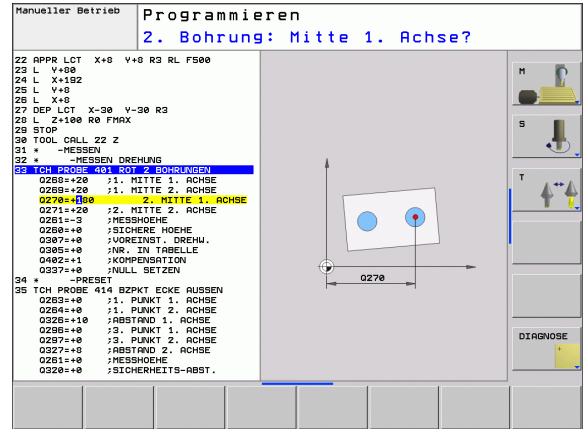 Manueller Betrieb
Programmieren
2. Bohrung: Mitte 1. Achse?
22 APPR LCT X+8 Y+8 R3 RL F500
23 L Y+80
24 L X+192
25 L Y+8
26 L X+8
27 DEP LCT X-30 Y-30 R3
28 L Z+100 R0 FMAX
29 STOP
30 TOOL CALL 22 Z
31 * -MESSEN
32 * -MESSEN DREHUNG
33 TCH PROBE 401 ROT 2 BOHRUNGEN
Q268=+20 ;1. MITTE 1. ACHSE
Q269=+20 ;1. MITTE 2. ACHSE
Q270=+180 2. MITTE 1. ACHSE
Q271=+20 ;2. MITTE 2. ACHSE
Q261=-3 ;MESSHOEHE
Q260=+0 ;SICHERE HOEHE
Q307=+0 ;VOREINST. DREHW.
Q305=+0 ;NR. IN TABELLE
Q402=+1 ;KOMPENSATION
Q337=+0 ;NULL SETZEN
34 * -PRESET
35 TCH PROBE 414 BZPKT ECKE AUSSEN
Q263=+0 ;1. PUNKT 1. ACHSE
Q264=+0 ;1. PUNKT 2. ACHSE
Q326=+10 ;ABSTAND 1. ACHSE
Q296=+0 ;3. PUNKT 1. ACHSE
Q297=+0 ;3. PUNKT 2. ACHSE
Q327=+8 ;ABSTAND 2. ACHSE
Q261=+0 ;MESSHOEHE
Q320=+0 ;SICHERHEITS-ABST.
Q270
M
S
T
DIAGNOSE